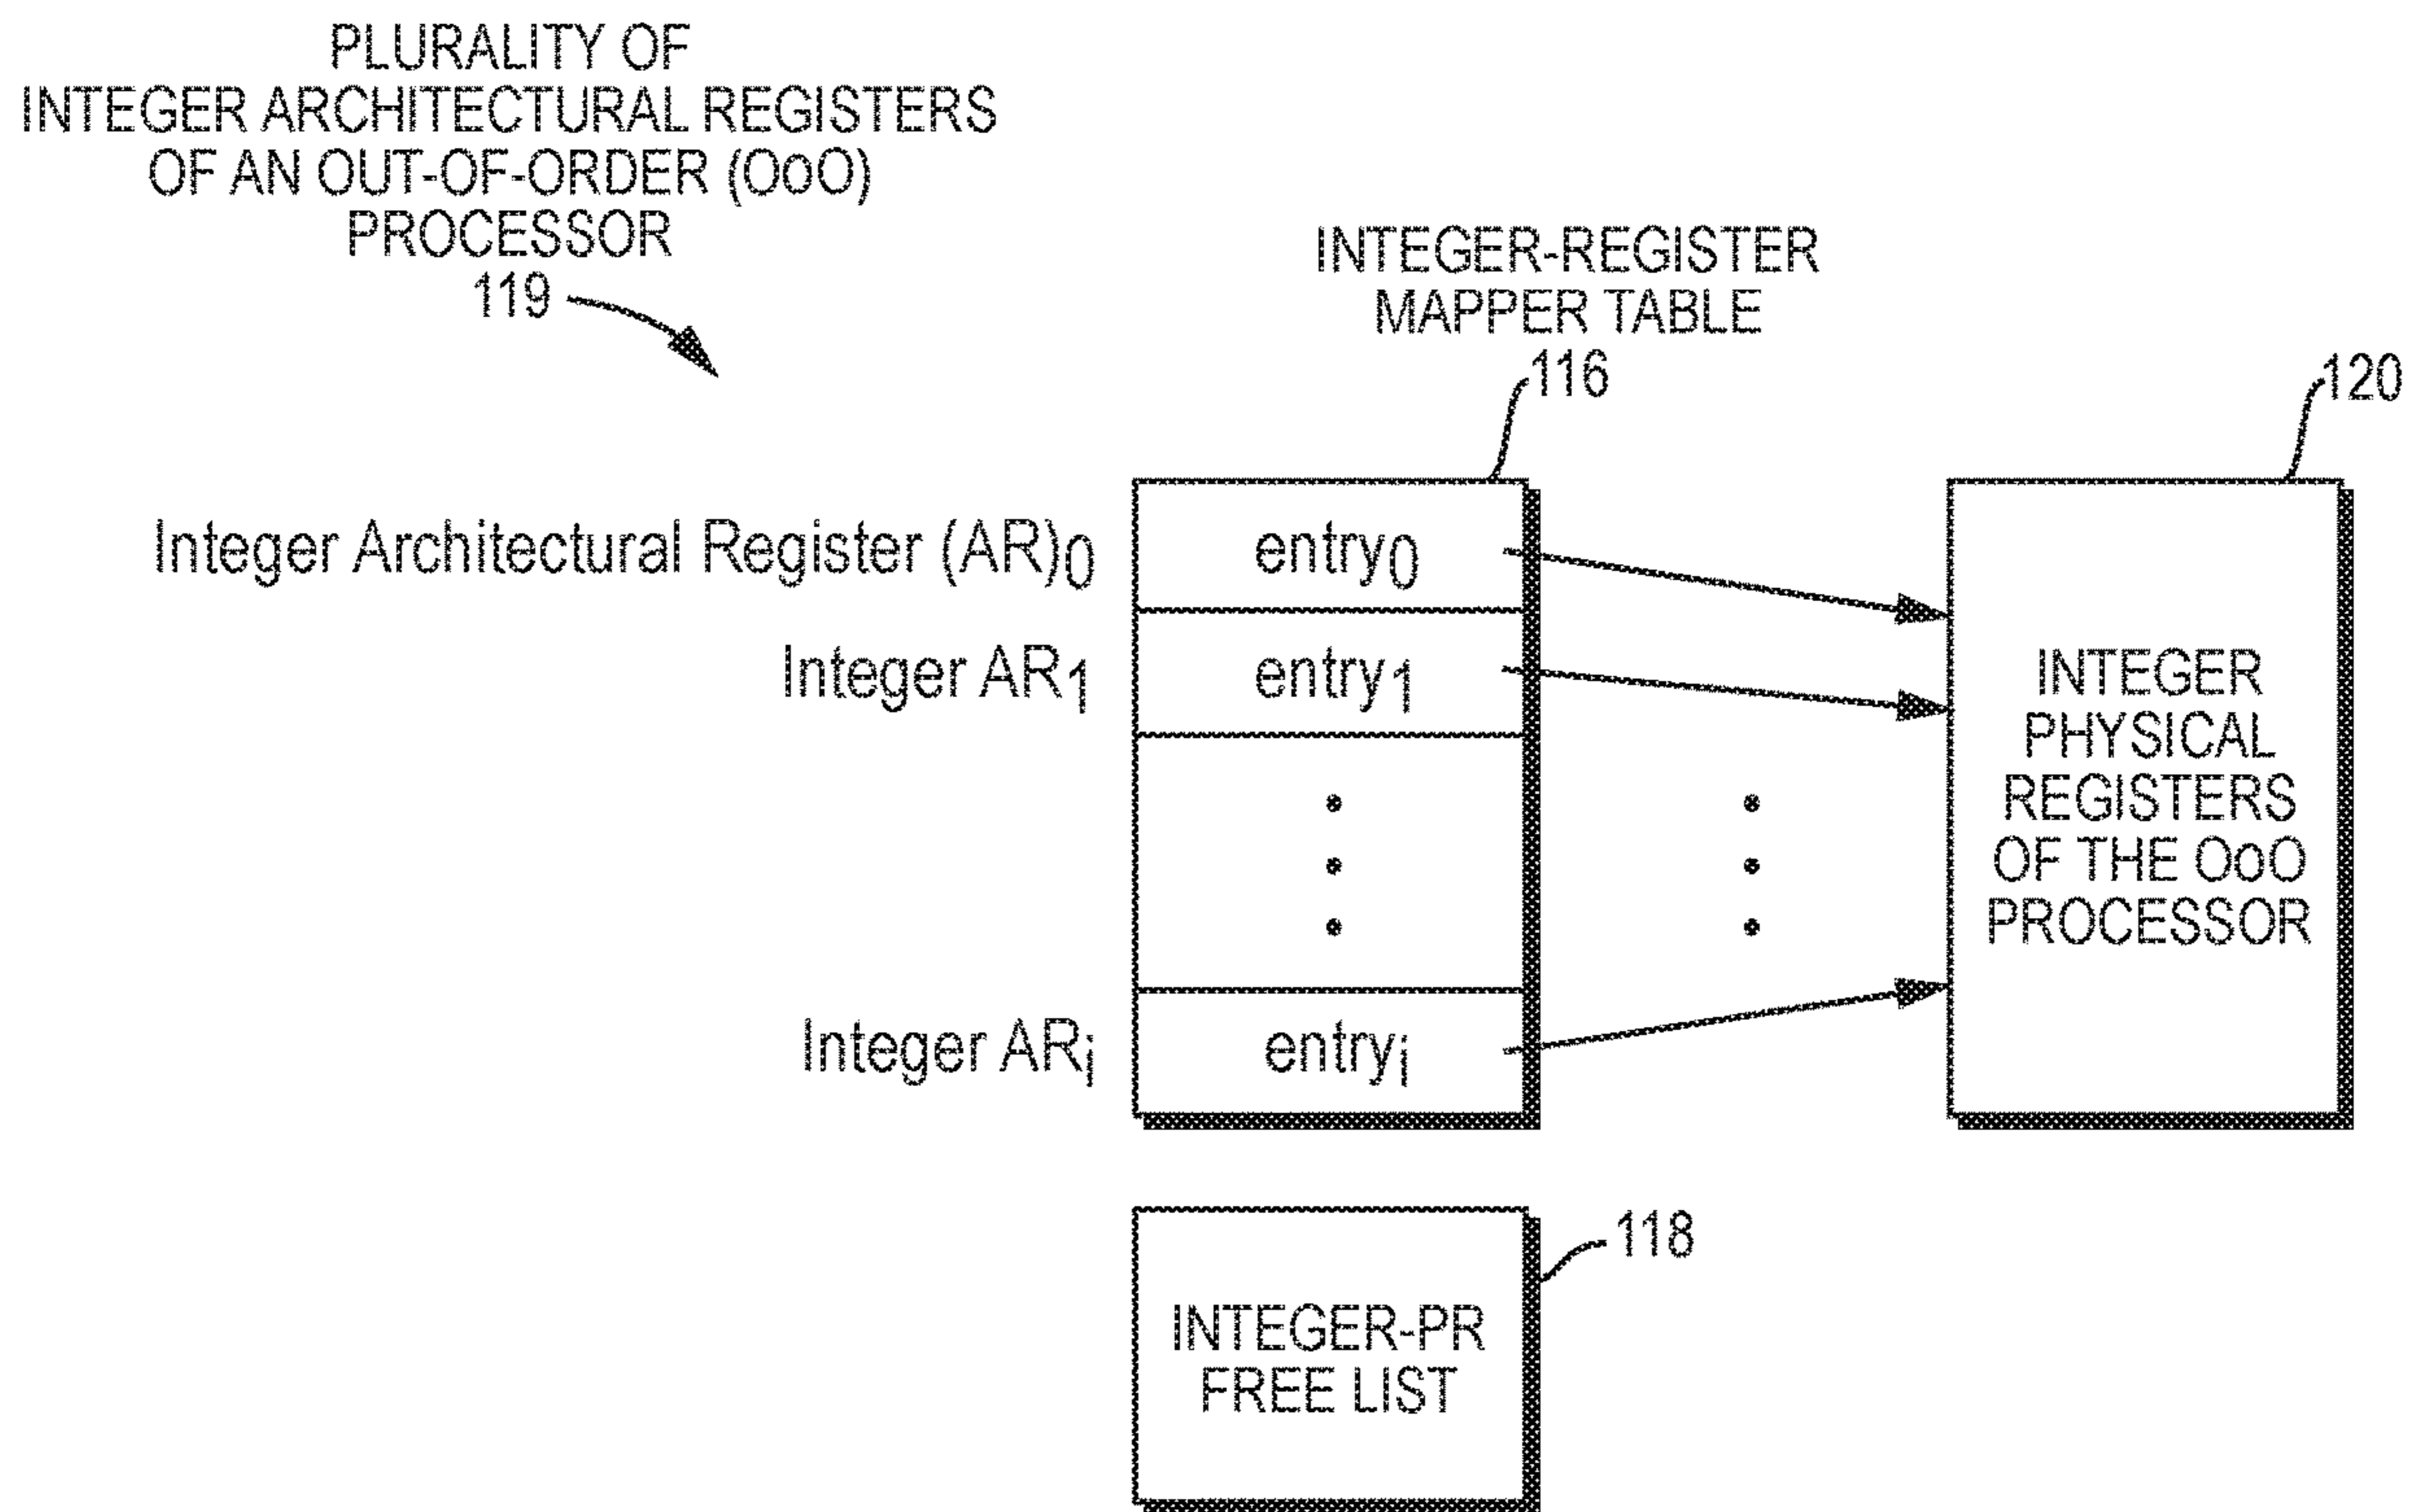 PLURALITY OF
INTEGER ARCHITECTURAL REGISTERS
OF AN OUT-OF-ORDER (OoO)
PROCESSOR
119
INTEGER-REGISTER
MAPPER TABLE
116
120
Integer Architectural Register (AR)0
entry0
Integer AR1
entry1
INTEGER
PHYSICAL
REGISTERS
OF THE OoO
PROCESSOR
Integer ARi
entryi
118
INTEGER-PR
FREE LIST